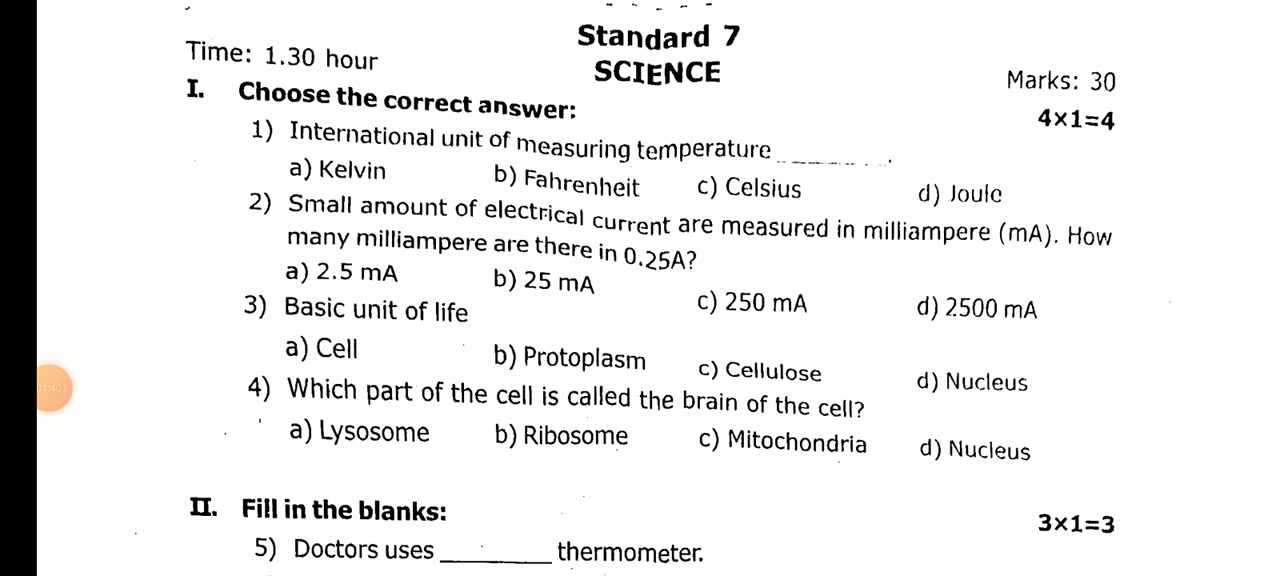 Standard 7
Time: 1.30 hour
SCIENCE
Marks: 30
I. Choose the correct answer:
4×1=4
1) International unit of measuring temperature ________.
a) Kelvin b) Fahrenheit c) Celsius d) Joule
2) Small amount of electrical current are measured in milliampere (mA). How
many milliampere are there in 0.25A?
a) 2.5 mA b) 25 mA c) 250 mA d) 2500 mA
3) Basic unit of life
a) Cell b) Protoplasm c) Cellulose d) Nucleus
4) Which part of the cell is called the brain of the cell?
a) Lysosome b) Ribosome c) Mitochondria d) Nucleus
II. Fill in the blanks:
3×1=3
5) Doctors uses ________ thermometer.